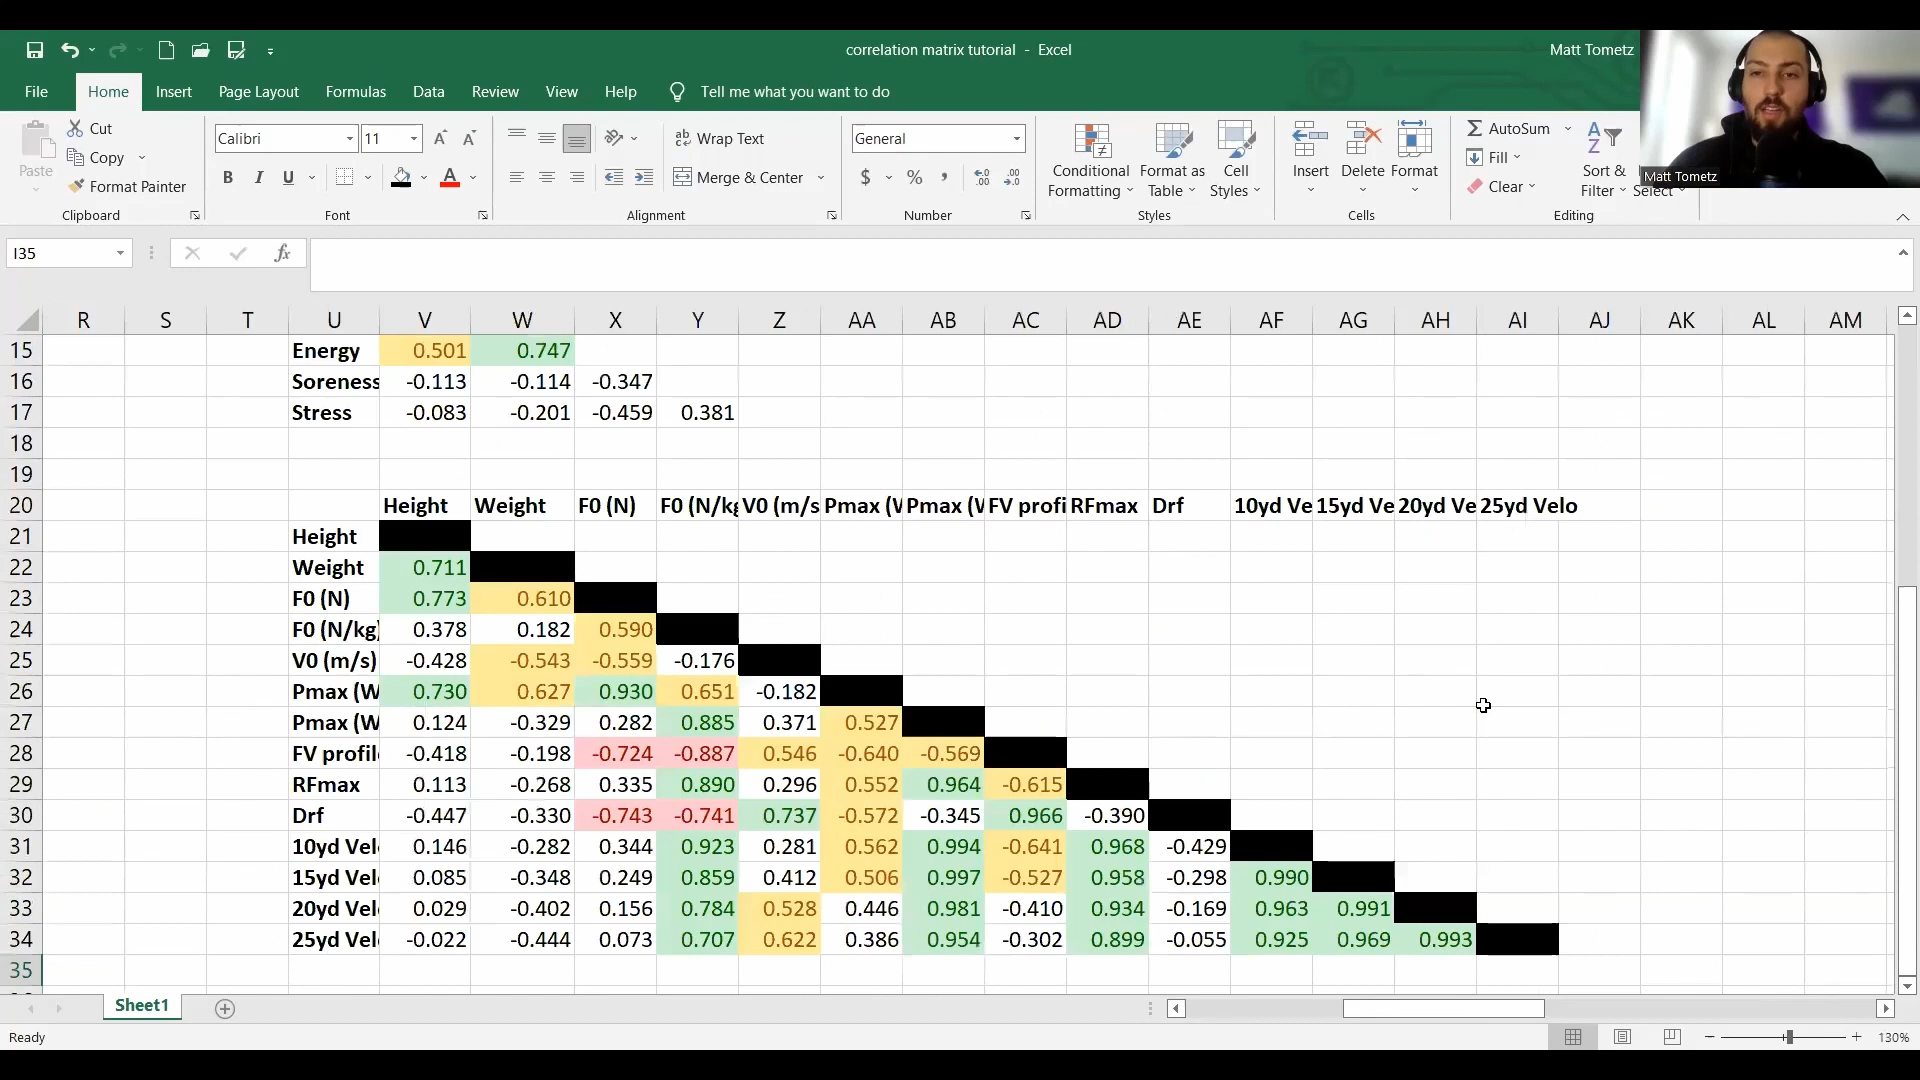 correlation matrix tutorial - Excel
Matt Tometz
File Home Insert Page Layout Formulas Data Review View Help Tell me what you want to do
Paste
Cut
Copy
Format Painter
Clipboard
Calibri 11
B I U
Font
Wrap Text
Merge & Center
Alignment
General
$ % ,
Number
Conditional Formatting
Format as Table
Cell Styles
Styles
Insert Delete Format
Cells
AutoSum
Fill
Clear
Sort & Filter
Select
Editing
Matt Tometz
I35
fx
R S T U V W X Y Z AA AB AC AD AE AF AG AH AI AJ AK AL AM
15 Energy 0.501 0.747
16 Soreness -0.113 -0.114 -0.347
17 Stress -0.083 -0.201 -0.459 0.381
18
19
20 Height Weight F0 (N) F0 (N/kg V0 (m/s Pmax (W Pmax (W FV profi RFmax Drf 10yd Ve 15yd Ve 20yd Ve 25yd Velo
21 Height
22 Weight 0.711
23 F0 (N) 0.773 0.610
24 F0 (N/kg) 0.378 0.182 0.590
25 V0 (m/s) -0.428 -0.543 -0.559 -0.176
26 Pmax (W 0.730 0.627 0.930 0.651 -0.182
27 Pmax (W 0.124 -0.329 0.282 0.885 0.371 0.527
28 FV profil -0.418 -0.198 -0.724 -0.887 0.546 -0.640 -0.569
29 RFmax 0.113 -0.268 0.335 0.890 0.296 0.552 0.964 -0.615
30 Drf -0.447 -0.330 -0.743 -0.741 0.737 -0.572 -0.345 0.966 -0.390
31 10yd Vel 0.146 -0.282 0.344 0.923 0.281 0.562 0.994 -0.641 0.968 -0.429
32 15yd Vel 0.085 -0.348 0.249 0.859 0.412 0.506 0.997 -0.527 0.958 -0.298 0.990
33 20yd Vel 0.029 -0.402 0.156 0.784 0.528 0.446 0.981 -0.410 0.934 -0.169 0.963 0.991
34 25yd Vel -0.022 -0.444 0.073 0.707 0.622 0.386 0.954 -0.302 0.899 -0.055 0.925 0.969 0.993
35
Sheet1
Ready
130%